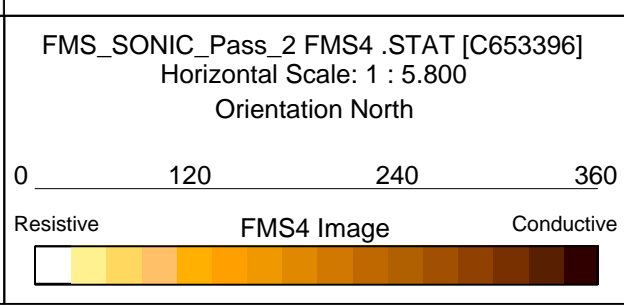 FMS_SONIC_Pass_2 FMS4 .STAT [C653396]
Horizontal Scale: 1 : 5.800
Orientation North
0 120 240 360
Resistive FMS4 Image Conductive